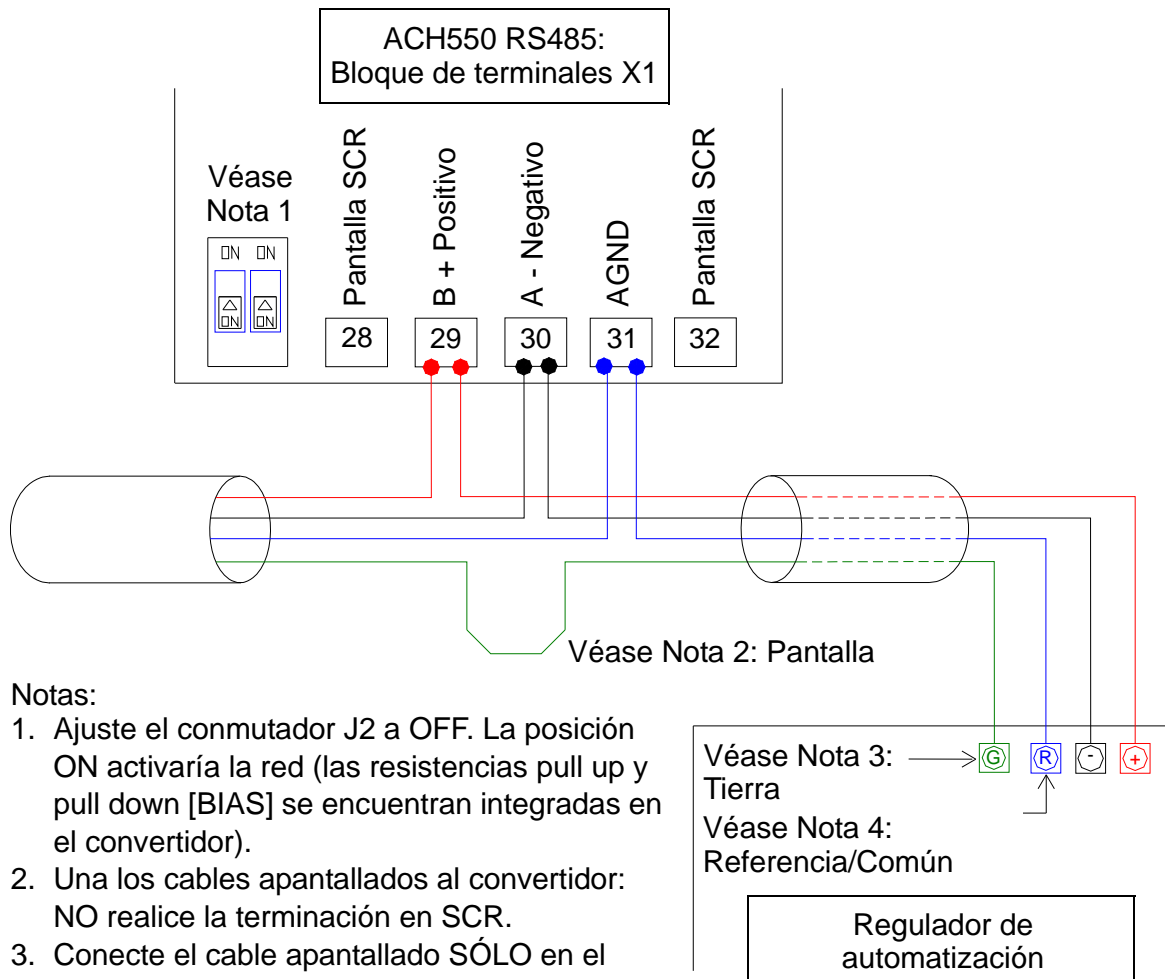 ACH550 RS485:
Bloque de terminales X1
Véase
Nota 1
ON ON
ON ON
Pantalla SCR
B + Positivo
A - Negativo
AGND
Pantalla SCR
28
29
30
31
32
Véase Nota 2: Pantalla
Notas:
1. Ajuste el conmutador J2 a OFF. La posición
ON activaría la red (las resistencias pull up y
pull down [BIAS] se encuentran integradas en
el convertidor).
2. Una los cables apantallados al convertidor:
NO realice la terminación en SCR.
3. Conecte el cable apantallado SÓLO en el
Véase Nota 3:
Tierra
G R - +
Véase Nota 4:
Referencia/Común
Regulador de
automatización